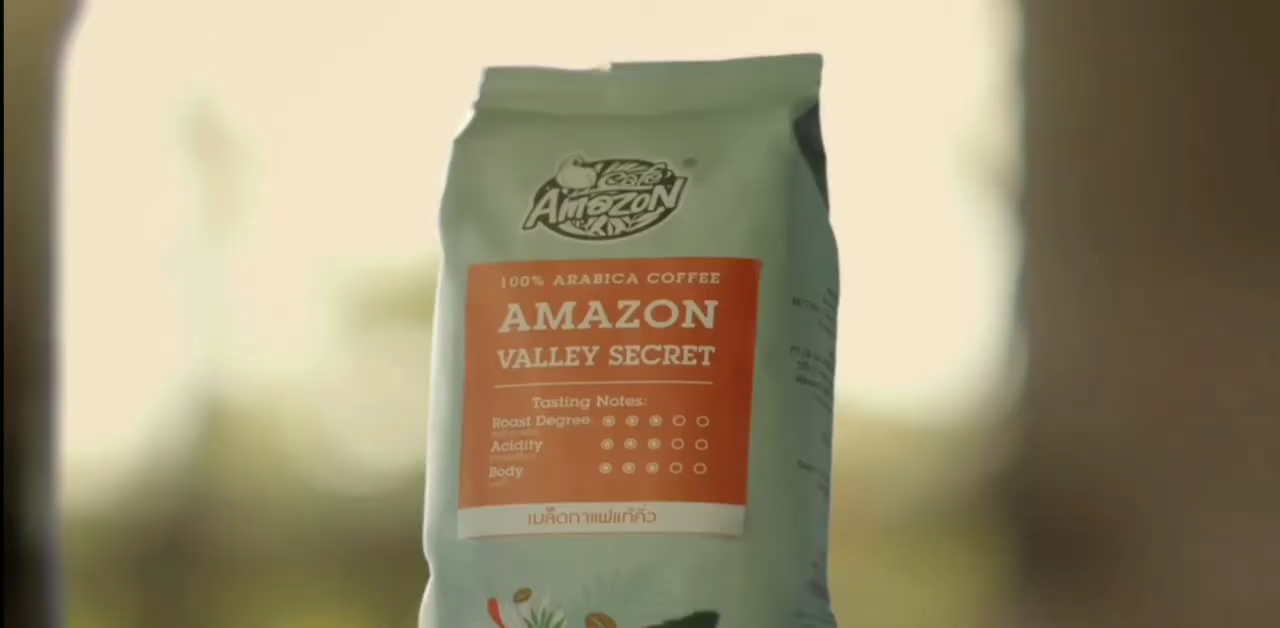 Café
AMAZON
100% ARABICA COFFEE
AMAZON
VALLEY SECRET
Tasting Notes:
Roast Degree
Acidity
Body
เมล็ดกาแฟแท้คั่ว